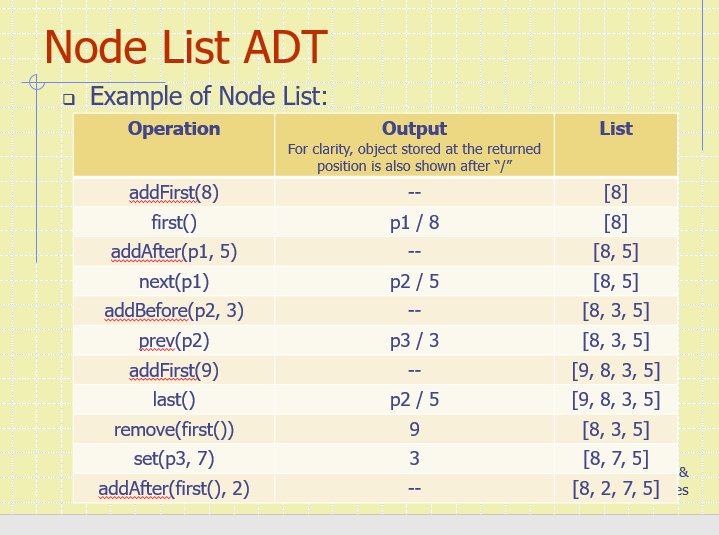 Node List ADT
❑ Example of Node List:
Operation Output List
For clarity, object stored at the returned
position is also shown after “/”
addFirst(8) -- [8]
first() p1 / 8 [8]
addAfter(p1, 5) -- [8, 5]
next(p1) p2 / 5 [8, 5]
addBefore(p2, 3) -- [8, 3, 5]
prev(p2) p3 / 3 [8, 3, 5]
addFirst(9) -- [9, 8, 3, 5]
last() p2 / 5 [9, 8, 3, 5]
remove(first()) 9 [8, 3, 5]
set(p3, 7) 3 [8, 7, 5]
&
addAfter(first(), 2) -- [8, 2, 7, 5]